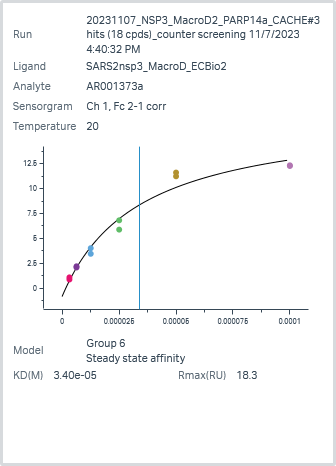 Run 20231107_NSP3_MacroD2_PARP14a_CACHE#3
hits (18 cpds)_counter screening 11/7/2023
4:40:32 PM
Ligand SARS2nsp3_MacroD_ECBio2
Analyte AR001373a
Sensorgram Ch 1, Fc 2-1 corr
Temperature 20
12.5
10
7.5
5
2.5
0
0 0.000025 0.00005 0.000075 0.0001
Model Group 6
Steady state affinity
KD(M) 3.40e-05 Rmax(RU) 18.3